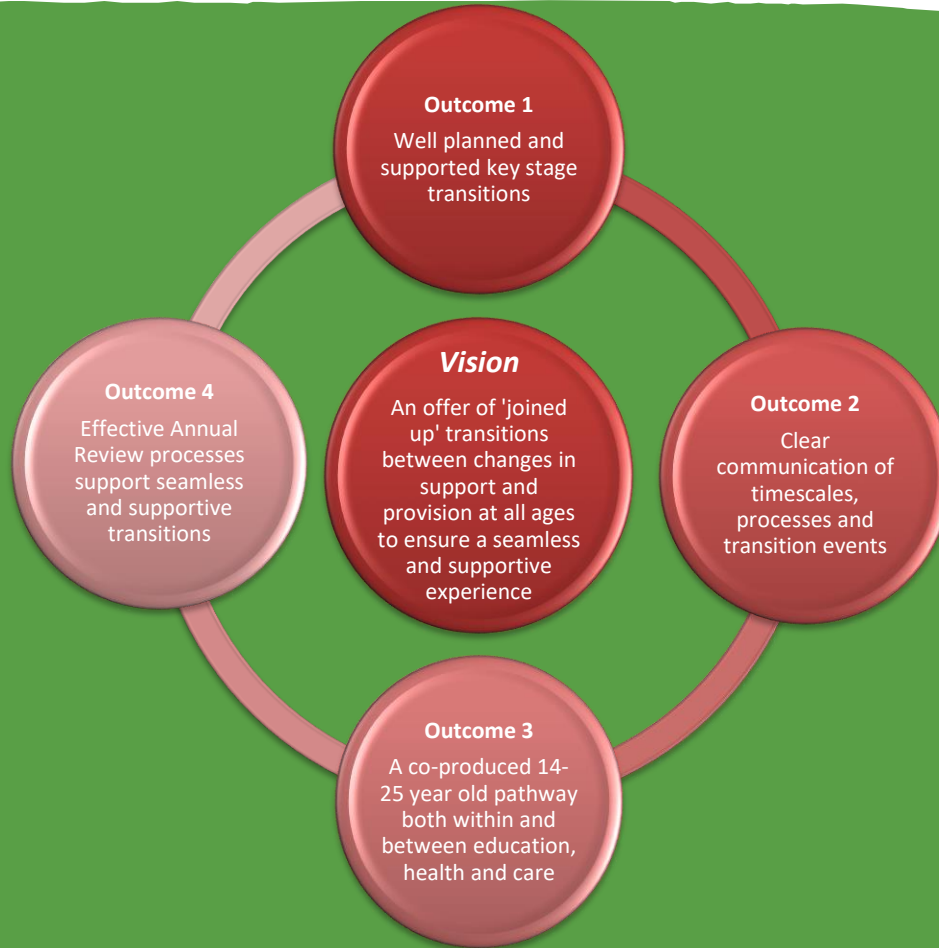 Outcome 1
Well planned and
supported key stage
transitions
Vision
An offer of 'joined
up' transitions
between changes in
support and
provision at all ages
to ensure a seamless
and supportive
experience
Outcome 2
Clear
communication of
timescales,
processes and
transition events
Outcome 3
A co-produced 14-
25 year old pathway
both within and
between education,
health and care
Outcome 4
Effective Annual
Review processes
support seamless
and supportive
transitions